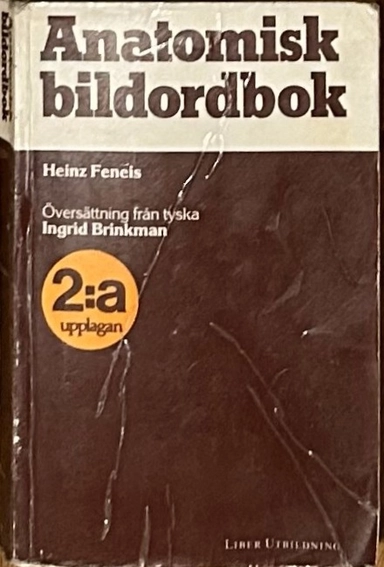 Anatomisk
bildordbok
Heinz Feneis
Översättning från tyska
Ingrid Brinkman
2:a
upplagan
LIBER UTBILDNING
bildordbok